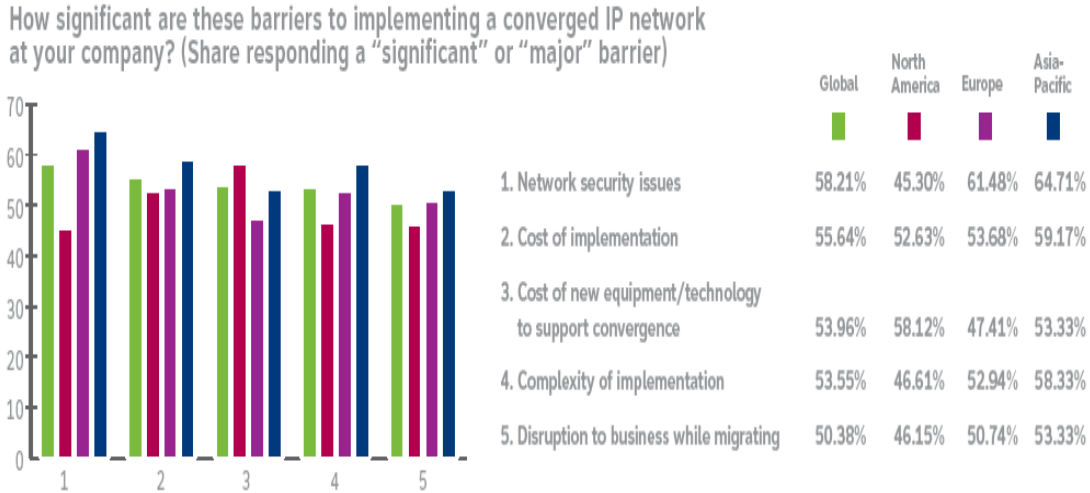 How significant are these barriers to implementing a converged IP network
at your company? (Share responding a “significant” or “major” barrier)
Global North America Europe Asia-Pacific
70
60
50
40
30
20
10
0
1 2 3 4 5
1. Network security issues 58.21% 45.30% 61.48% 64.71%
2. Cost of implementation 55.64% 52.63% 53.68% 59.17%
3. Cost of new equipment/technology
to support convergence 53.96% 58.12% 47.41% 53.33%
4. Complexity of implementation 53.55% 46.61% 52.94% 58.33%
5. Disruption to business while migrating 50.38% 46.15% 50.74% 53.33%